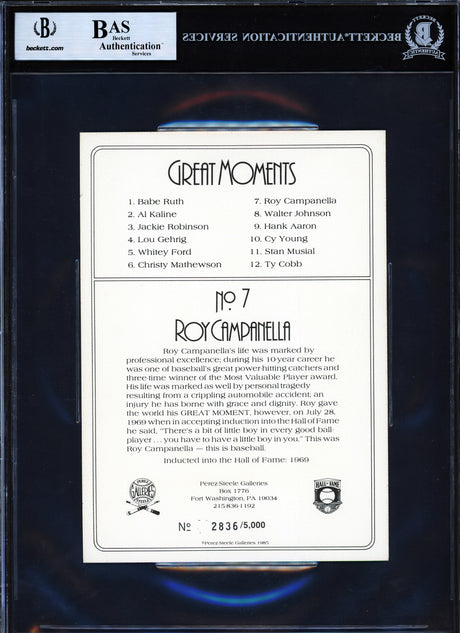 BAS
Beckett
Authentication
Services
beckett.com
BECKETT AUTHENTICATION SERVICES
GREAT MOMENTS
1. Babe Ruth
2. Al Kaline
3. Jackie Robinson
4. Lou Gehrig
5. Whitey Ford
6. Christy Mathewson
7. Roy Campanella
8. Walter Johnson
9. Hank Aaron
10. Cy Young
11. Stan Musial
12. Ty Cobb
No 7
ROY CAMPANELLA
Roy Campanella's life was marked by
professional excellence; during his 10-year career he
was one of baseball's great power-hitting catchers and
three-time winner of the Most Valuable Player award.
His life was marked as well by personal tragedy
resulting from a crippling automobile accident, an
injury he has borne with grace and dignity. Roy gave
the world his GREAT MOMENT, however, on July 28,
1969 when in accepting induction into the Hall of Fame
he said, "There's a bit of little boy in every good ball-
player . . . you have to have a little boy in you." This was
Roy Campanella — this is baseball.
Inducted into the Hall of Fame: 1969
Perez-Steele Galleries
Box 1776
Fort Washington, PA 19034
215-836-1192
GALLERIES
HALL OF FAME
No 2836/5,000
©Perez-Steele Galleries 1985